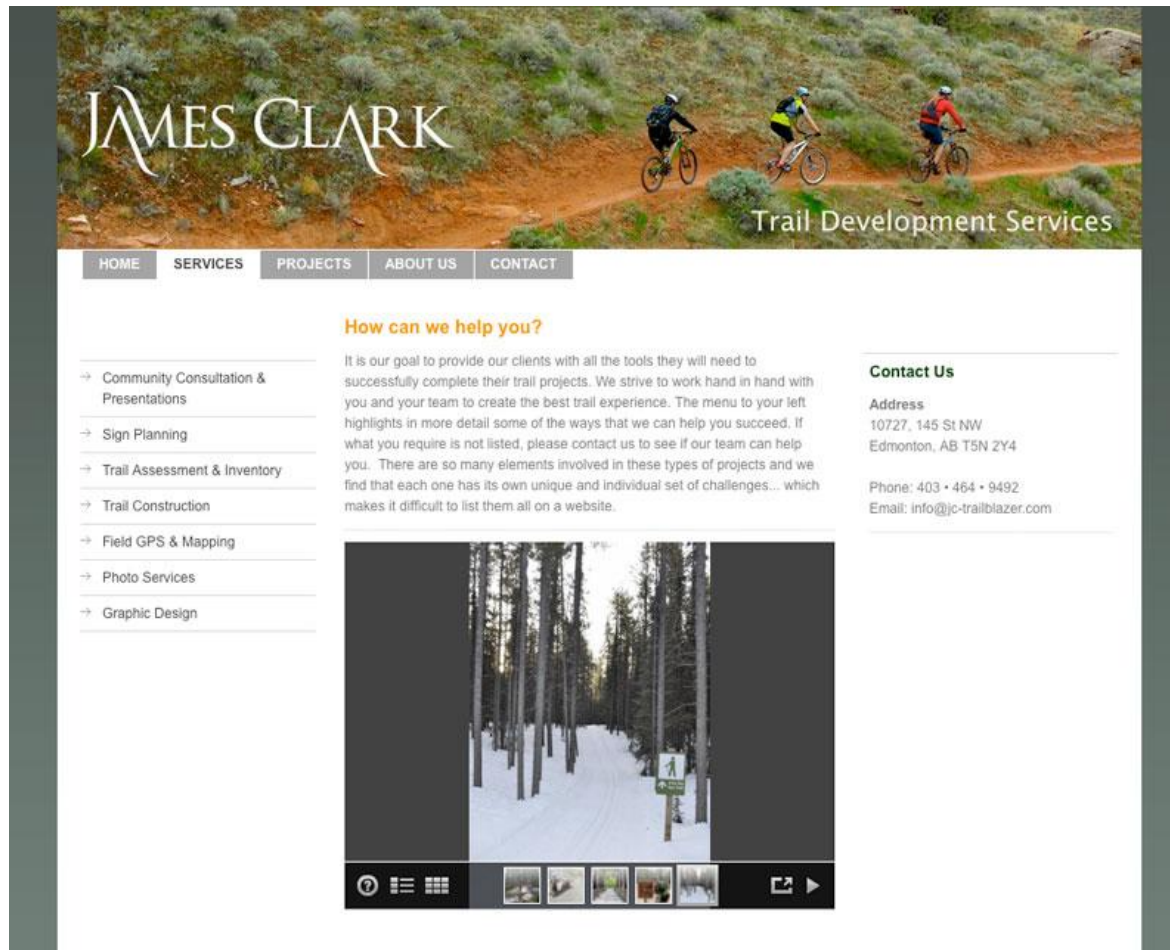 JAMES CLARK
Trail Development Services
HOME SERVICES PROJECTS ABOUT US CONTACT
Community Consultation &
Presentations
Sign Planning
Trail Assessment & Inventory
Trail Construction
Field GPS & Mapping
Photo Services
Graphic Design
How can we help you?
It is our goal to provide our clients with all the tools they will need to
successfully complete their trail projects. We strive to work hand in hand with
you and your team to create the best trail experience. The menu to your left
highlights in more detail some of the ways that we can help you succeed. If
what you require is not listed, please contact us to see if our team can help
you.  There are so many elements involved in these types of projects and we
find that each one has its own unique and individual set of challenges... which
makes it difficult to list them all on a website.
Contact Us
Address
10727, 145 St NW
Edmonton, AB T5N 2Y4
Phone: 403 • 464 • 9492
Email: info@jc-trailblazer.com